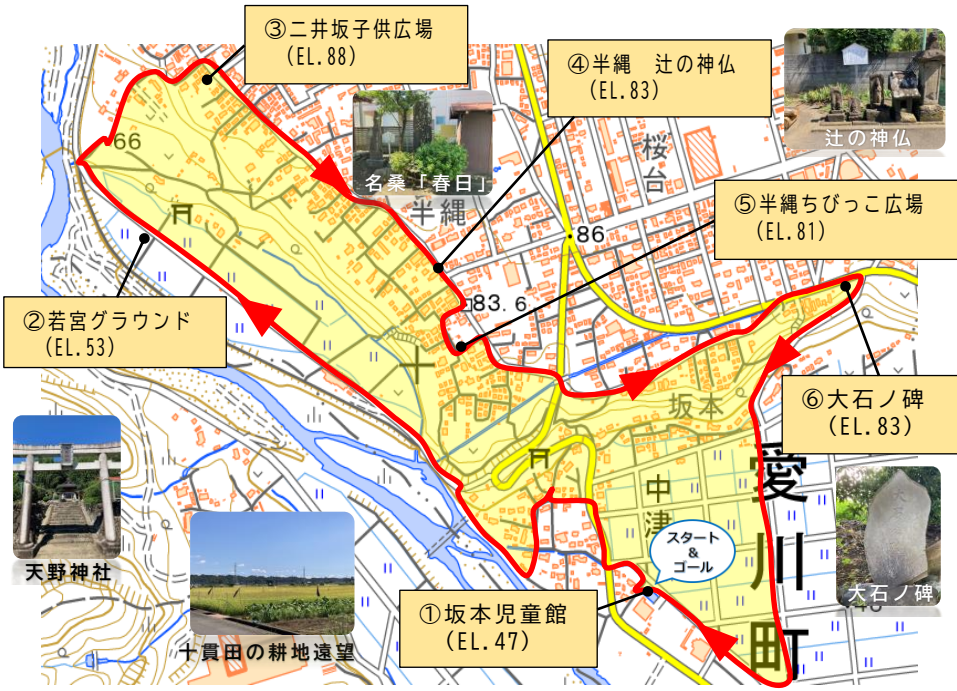 ③二井坂子供広場
(EL.88)
④半縄 辻の神仏
(EL.83)
辻の神仏
桜台
66
名桑「春日」
半縄
⑤半縄ちびっこ広場
(EL.81)
86
83.6
②若宮グラウンド
(EL.53)
十
坂本
⑥大石ノ碑
(EL.83)
愛川町
中津
スタート
&
ゴール
天野神社
大石ノ碑
①坂本児童館
(EL.47)
十貫田の耕地遠望